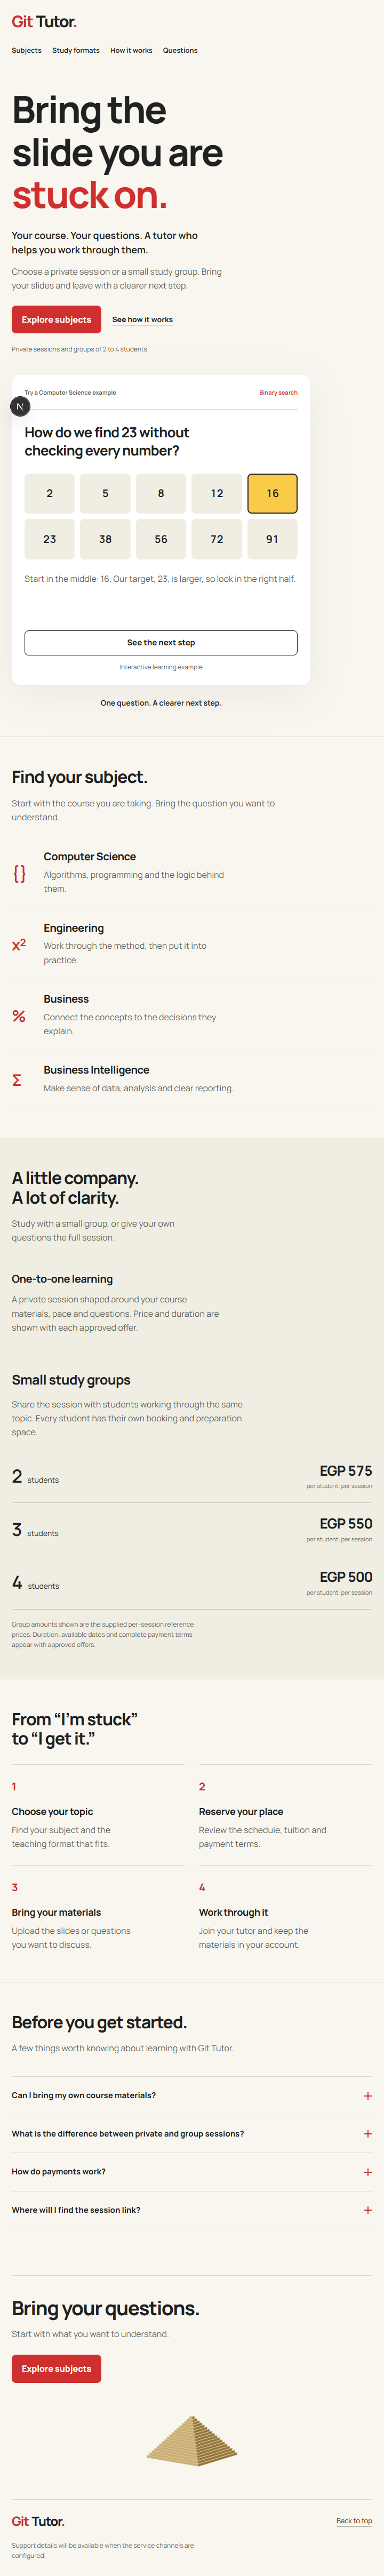 Git Tutor.
Subjects Study formats How it works Questions
Bring the
slide you are
stuck on.
Your course. Your questions. A tutor who
helps you work through them.
Choose a private session or a small study group. Bring
your slides and leave with a clearer next step.
Explore subjects See how it works
Private sessions and groups of 2 to 4 students.
Try a Computer Science example Binary search
N
How do we find 23 without
checking every number?
2 5 8 12 16
23 38 56 72 91
Start in the middle: 16. Our target, 23, is larger, so look in the right half.
See the next step
Interactive learning example
One question. A clearer next step.
Find your subject.
Start with the course you are taking. Bring the question you want to
understand.
{} Computer Science
Algorithms, programming and the logic behind
them.
Engineering
x² Work through the method, then put it into
practice.
Business
% Connect the concepts to the decisions they
explain.
Business Intelligence
Σ Make sense of data, analysis and clear reporting.
A little company.
A lot of clarity.
Study with a small group, or give your own
questions the full session.
One-to-one learning
A private session shaped around your course
materials, pace and questions. Price and duration are
shown with each approved offer.
Small study groups
Share the session with students working through the same
topic. Every student has their own booking and preparation
space.
2 students EGP 575
per student, per session
3 students EGP 550
per student, per session
4 students EGP 500
per student, per session
Group amounts shown are the supplied per-session reference
prices. Duration, available dates and complete payment terms
appear with approved offers.
From “I’m stuck”
to “I get it.”
1
Choose your topic
Find your subject and the
teaching format that fits.
2
Reserve your place
Review the schedule, tuition and
payment terms.
3
Bring your materials
Upload the slides or questions
you want to discuss.
4
Work through it
Join your tutor and keep the
materials in your account.
Before you get started.
A few things worth knowing about learning with Git Tutor.
Can I bring my own course materials? +
What is the difference between private and group sessions? +
How do payments work? +
Where will I find the session link? +
Bring your questions.
Start with what you want to understand.
Explore subjects
Git Tutor. Back to top
Support details will be available when the service channels are
configured.